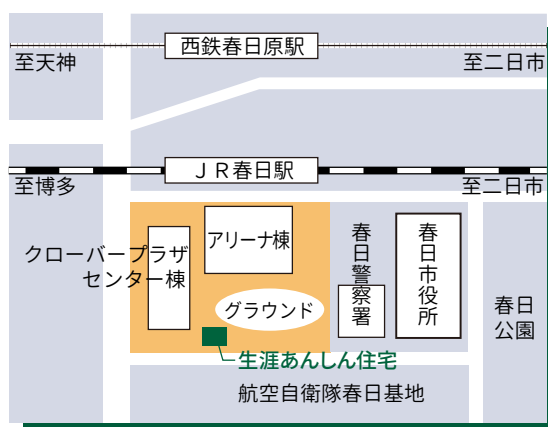 西鉄春日原駅
至天神
至二日市
ＪＲ春日駅
至博多
至二日市
クローバープラザ
センター棟
アリーナ棟
グラウンド
春日警察署
春日市役所
春日
公園
生涯あんしん住宅
航空自衛隊春日基地